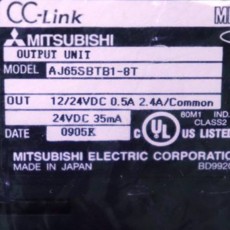 CC-Link
MITSUBISHI
OUTPUT UNIT
MODEL AJ65SBTB1-8T
OUT 12/24VDC 0.5A 2.4A/Common
24VDC 35mA 80M1 IND.
CLASS2
DATE 0905K C UL US LISTED
MITSUBISHI ELECTRIC CORPORATION
MADE IN JAPAN